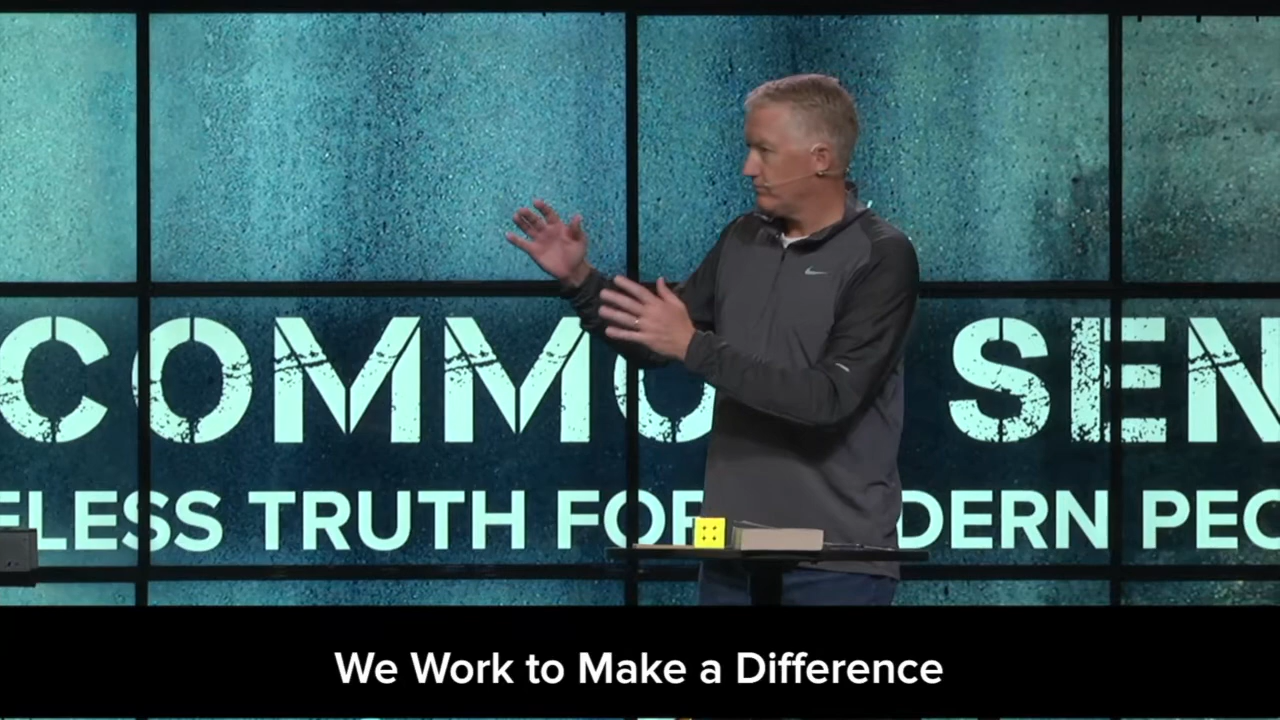 COMMO SEN
ELESS TRUTH FOR DERN PEO
We Work to Make a Difference